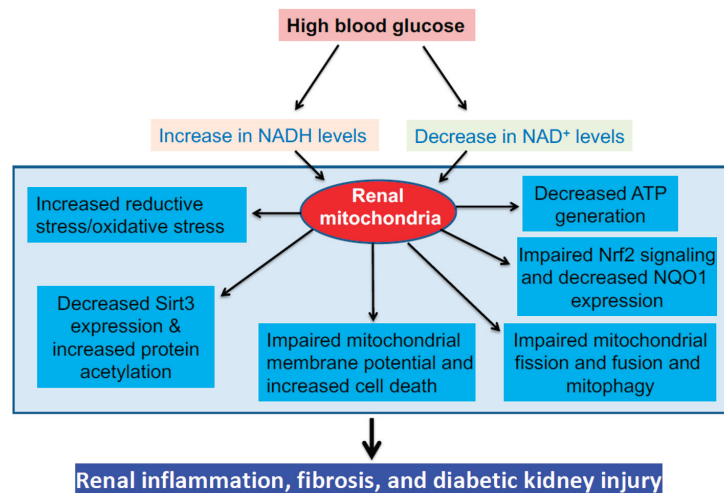 High blood glucose
Increase in NADH levels
Decrease in NAD⁺ levels
Renal
mitochondria
Increased reductive
stress/oxidative stress
Decreased ATP
generation
Impaired Nrf2 signaling
and decreased NQO1
expression
Decreased Sirt3
expression &
increased protein
acetylation
Impaired mitochondrial
membrane potential and
increased cell death
Impaired mitochondrial
fission and fusion and
mitophagy
Renal inflammation, fibrosis, and diabetic kidney injury